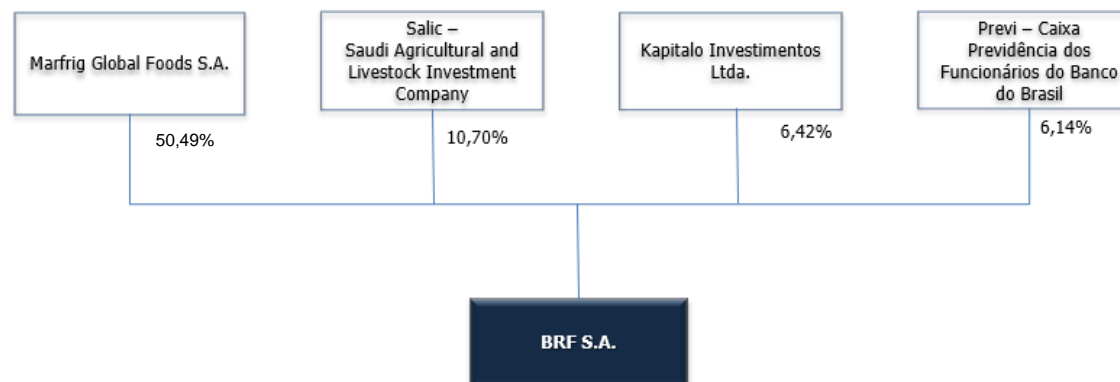 Marfrig Global Foods S.A.
Salic –
Saudi Agricultural and
Livestock Investment
Company
Kapitalo Investimentos
Ltda.
Previ – Caixa
Previdência dos
Funcionários do Banco
do Brasil
50,49%
10,70%
6,42%
6,14%
BRF S.A.